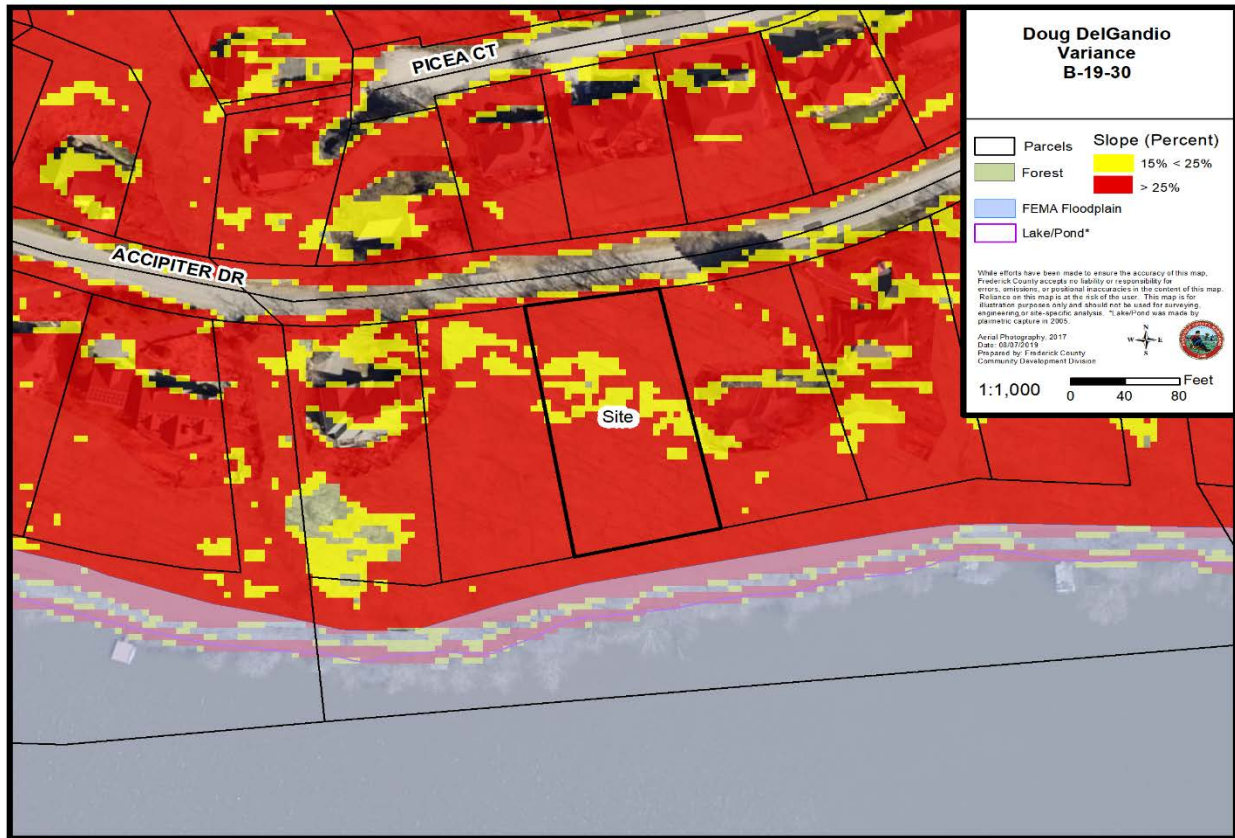 Doug DelGandio
Variance
B-19-30
Parcels
Forest
FEMA Floodplain
Lake/Pond*
Slope (Percent)
15% < 25%
> 25%
While efforts have been made to ensure the accuracy of this map,
Frederick County accepts no liability or responsibility for
errors, omissions, or positional inaccuracies in the content of this map.
Reliance on this map is at the risk of the user. This map is for
illustration purposes only and should not be used for surveying,
engineering,or site-specific analysis. *Lake/Pond was made by
planimetric capture in 2005.
Aerial Photography, 2017
Date: 08/07/2019
Prepared by: Frederick County
Community Development Division
N
W
E
S
1:1,000
Feet
0 40 80
PICEA CT
ACCIPITER DR
Site